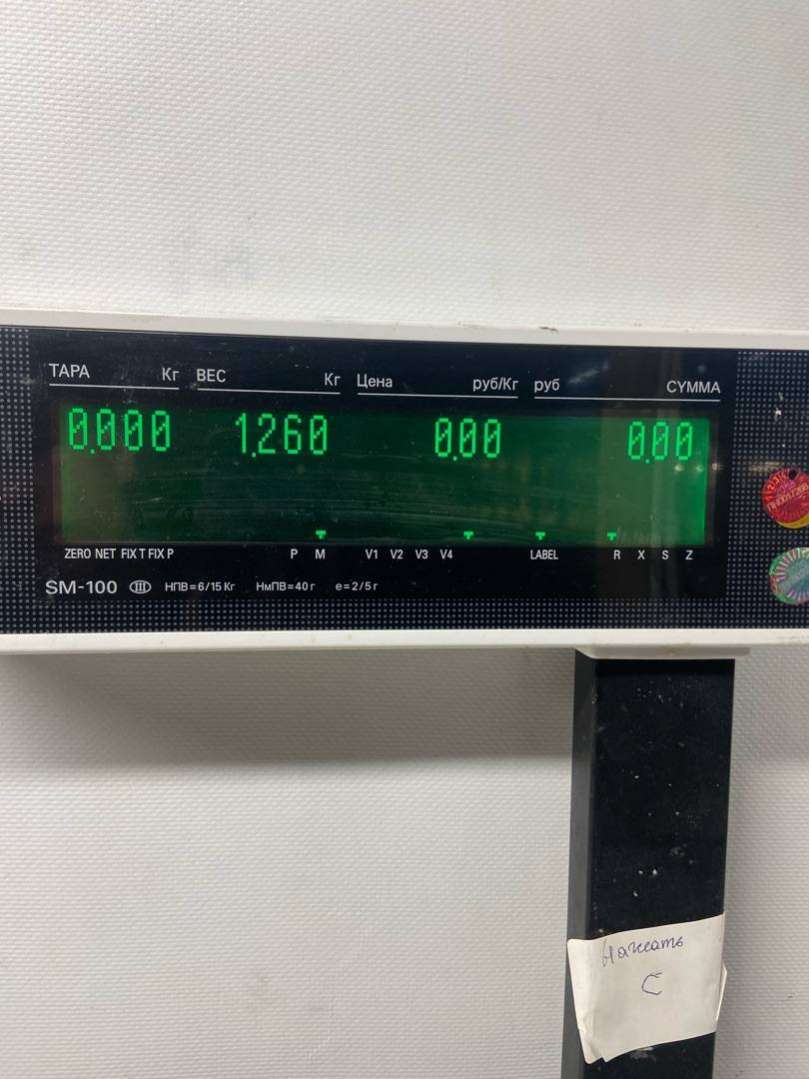 ТАРА Кг ВЕС Кг Цена руб/Кг руб СУММА
0.000 1.260 0.00 0.00
ZERO NET FIX T FIX P P M V1 V2 V3 V4 LABEL R X S Z
SM-100 III НПВ=6/15 Кг НмПВ=40 г e=2/5 г
Нажать
С